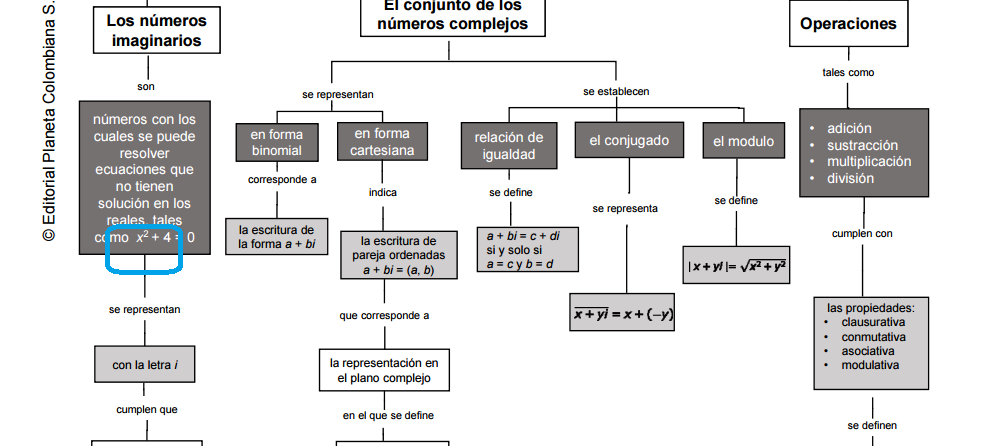 © Editorial Planeta Colombiana S.
Los números
imaginarios
son
números con los
cuales se puede
resolver
ecuaciones que
no tienen
solución en los
reales, tales
como x² + 4 = 0
se representan
con la letra i
cumplen que
El conjunto de los
números complejos
se representan
en forma
binomial
corresponde a
la escritura de
la forma a + bi
en forma
cartesiana
indica
la escritura de
pareja ordenadas
a + bi = (a, b)
que corresponde a
la representación en
el plano complejo
en el que se define
se establecen
relación de
igualdad
se define
a + bi = c + di
si y solo si
a = c y b = d
el conjugado
se representa
\overline{x + yi} = x + (−y)
el modulo
se define
|x + yi |= √x² + y²
Operaciones
tales como
• adición
• sustracción
• multiplicación
• división
cumplen con
las propiedades:
• clausurativa
• conmutativa
• asociativa
• modulativa
se definen